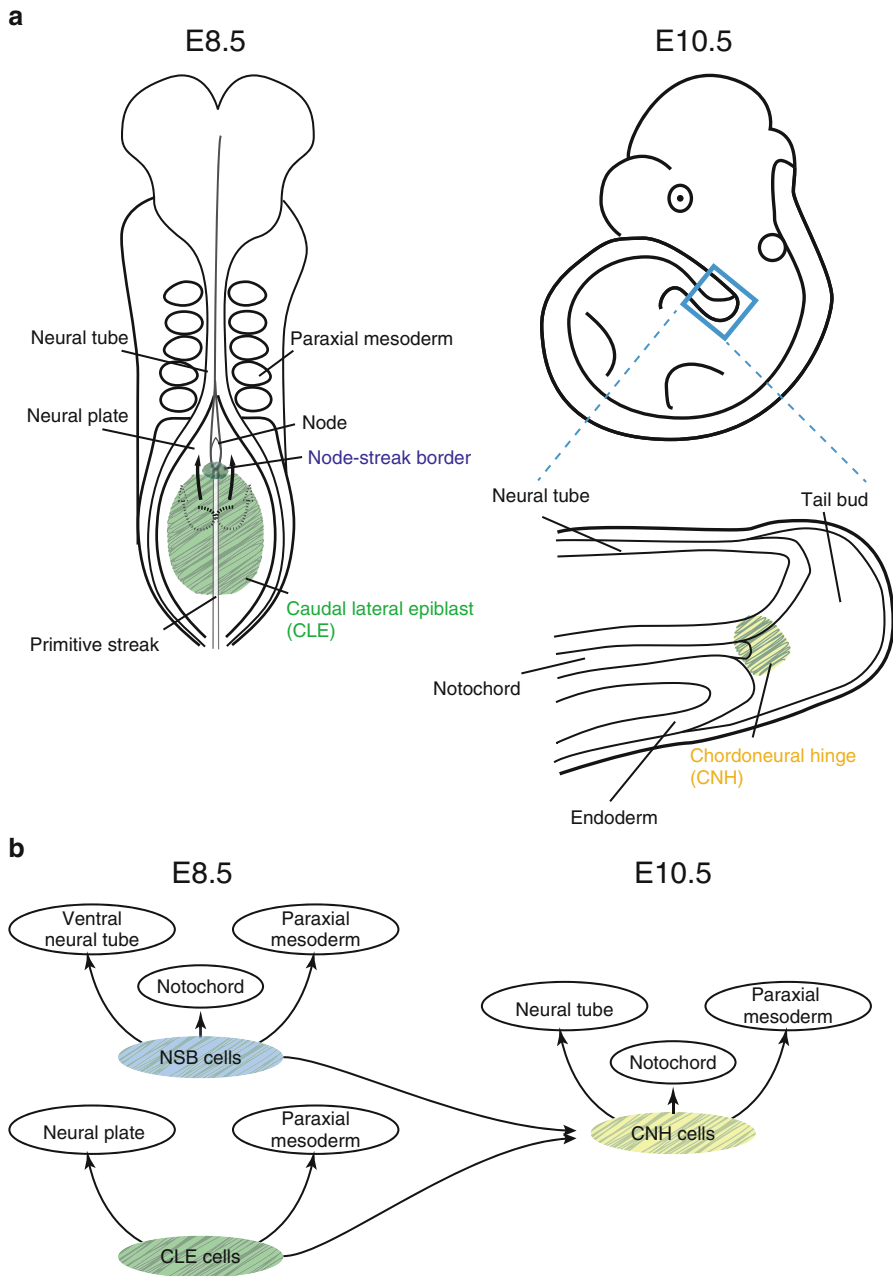 a
E8.5
E10.5
Neural tube
Paraxial mesoderm
Neural plate
Node
Node-streak border
Caudal lateral epiblast
(CLE)
Primitive streak
Neural tube
Tail bud
Notochord
Chordoneural hinge
(CNH)
Endoderm
b
E8.5
E10.5
Ventral
neural tube
Paraxial
mesoderm
Notochord
NSB cells
Neural plate
Paraxial
mesoderm
CLE cells
Neural tube
Paraxial
mesoderm
Notochord
CNH cells